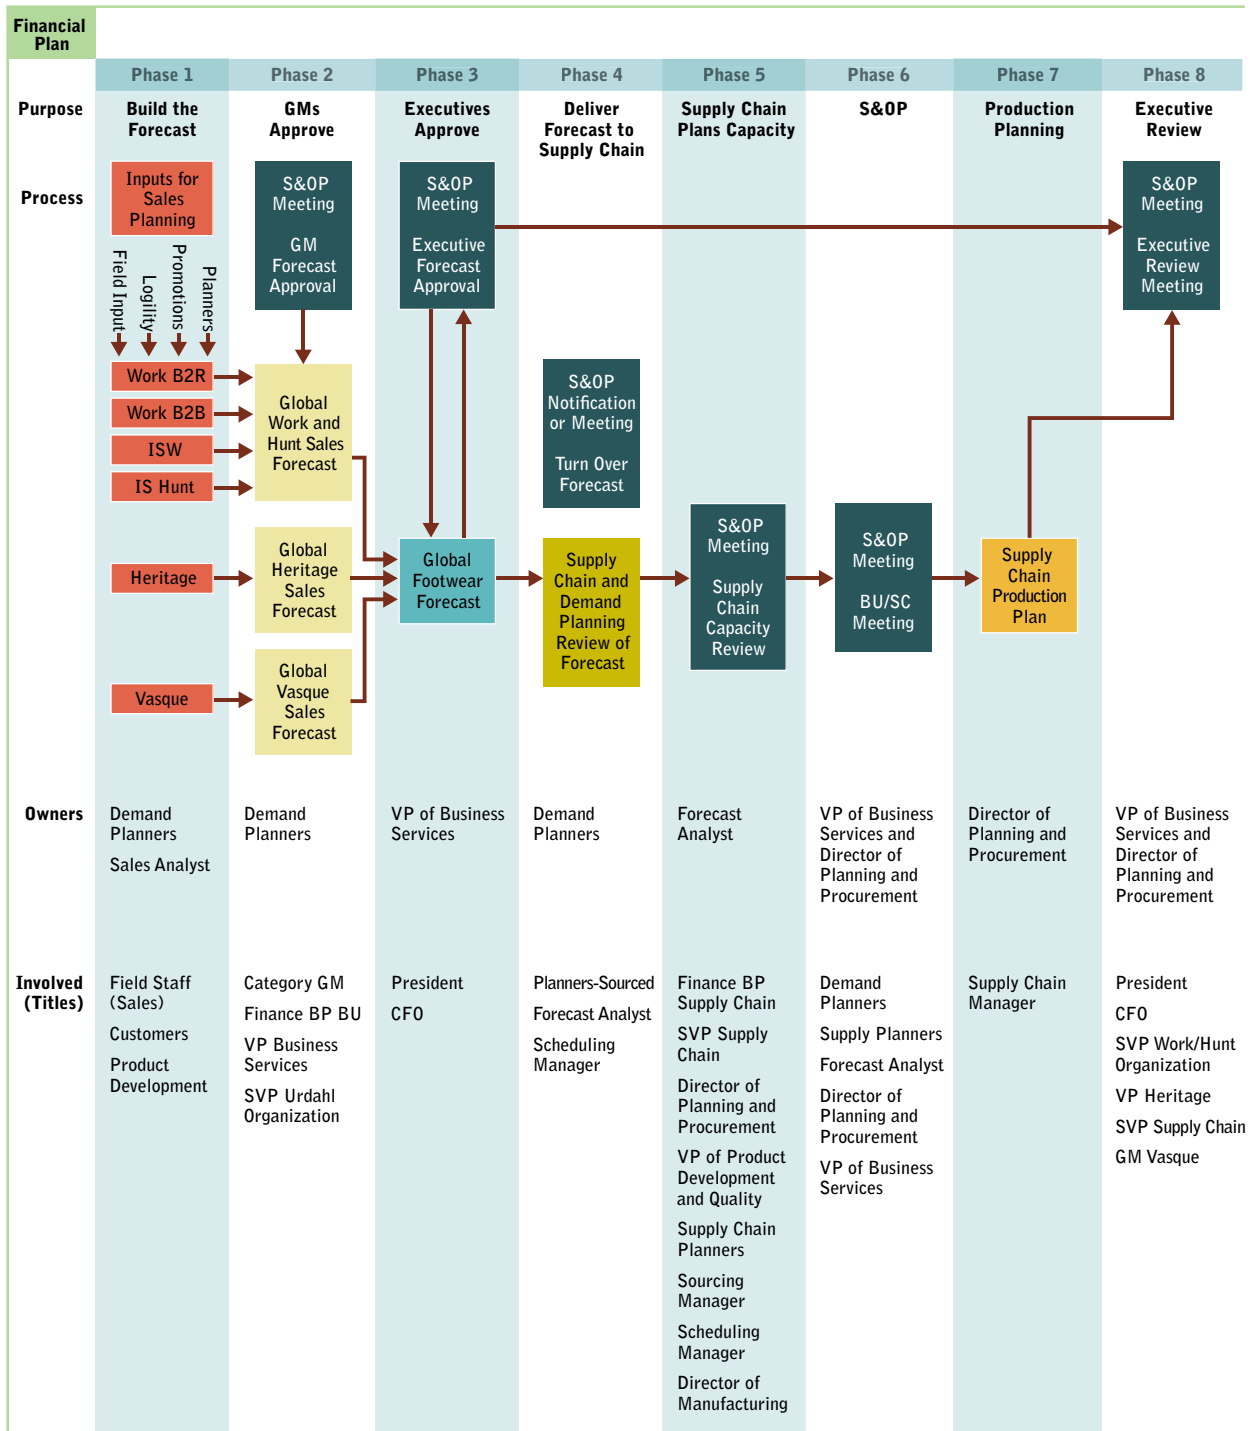 Financial
Plan
Phase 1
Phase 2
Phase 3
Phase 4
Phase 5
Phase 6
Phase 7
Phase 8
Purpose
Build the
Forecast
GMs
Approve
Executives
Approve
Deliver
Forecast to
Supply Chain
Supply Chain
Plans Capacity
S&OP
Production
Planning
Executive
Review
Process
Inputs for
Sales
Planning
Field Input
Logility
Promotions
Planners
Work B2R
Work B2B
ISW
IS Hunt
Heritage
Vasque
S&OP
Meeting
GM
Forecast
Approval
Global
Work and
Hunt Sales
Forecast
Global
Heritage
Sales
Forecast
Global
Vasque
Sales
Forecast
S&OP
Meeting
Executive
Forecast
Approval
Global
Footwear
Forecast
S&OP
Notification
or Meeting
Turn Over
Forecast
Supply
Chain and
Demand
Planning
Review of
Forecast
S&OP
Meeting
Supply
Chain
Capacity
Review
S&OP
Meeting
BU/SC
Meeting
Supply
Chain
Production
Plan
S&OP
Meeting
Executive
Review
Meeting
Owners
Demand
Planners
Sales Analyst
Demand
Planners
VP of Business
Services
Demand
Planners
Forecast
Analyst
VP of Business
Services and
Director of
Planning and
Procurement
Director of
Planning and
Procurement
VP of Business
Services and
Director of
Planning and
Procurement
Involved
(Titles)
Field Staff
(Sales)
Customers
Product
Development
Category GM
Finance BP BU
VP Business
Services
SVP Urdahl
Organization
President
CFO
Planners-Sourced
Forecast Analyst
Scheduling
Manager
Finance BP
Supply Chain
SVP Supply
Chain
Director of
Planning and
Procurement
VP of Product
Development
and Quality
Supply Chain
Planners
Sourcing
Manager
Scheduling
Manager
Director of
Manufacturing
Demand
Planners
Supply Planners
Forecast Analyst
Director of
Planning and
Procurement
VP of Business
Services
Supply Chain
Manager
President
CFO
SVP Work/Hunt
Organization
VP Heritage
SVP Supply Chain
GM Vasque